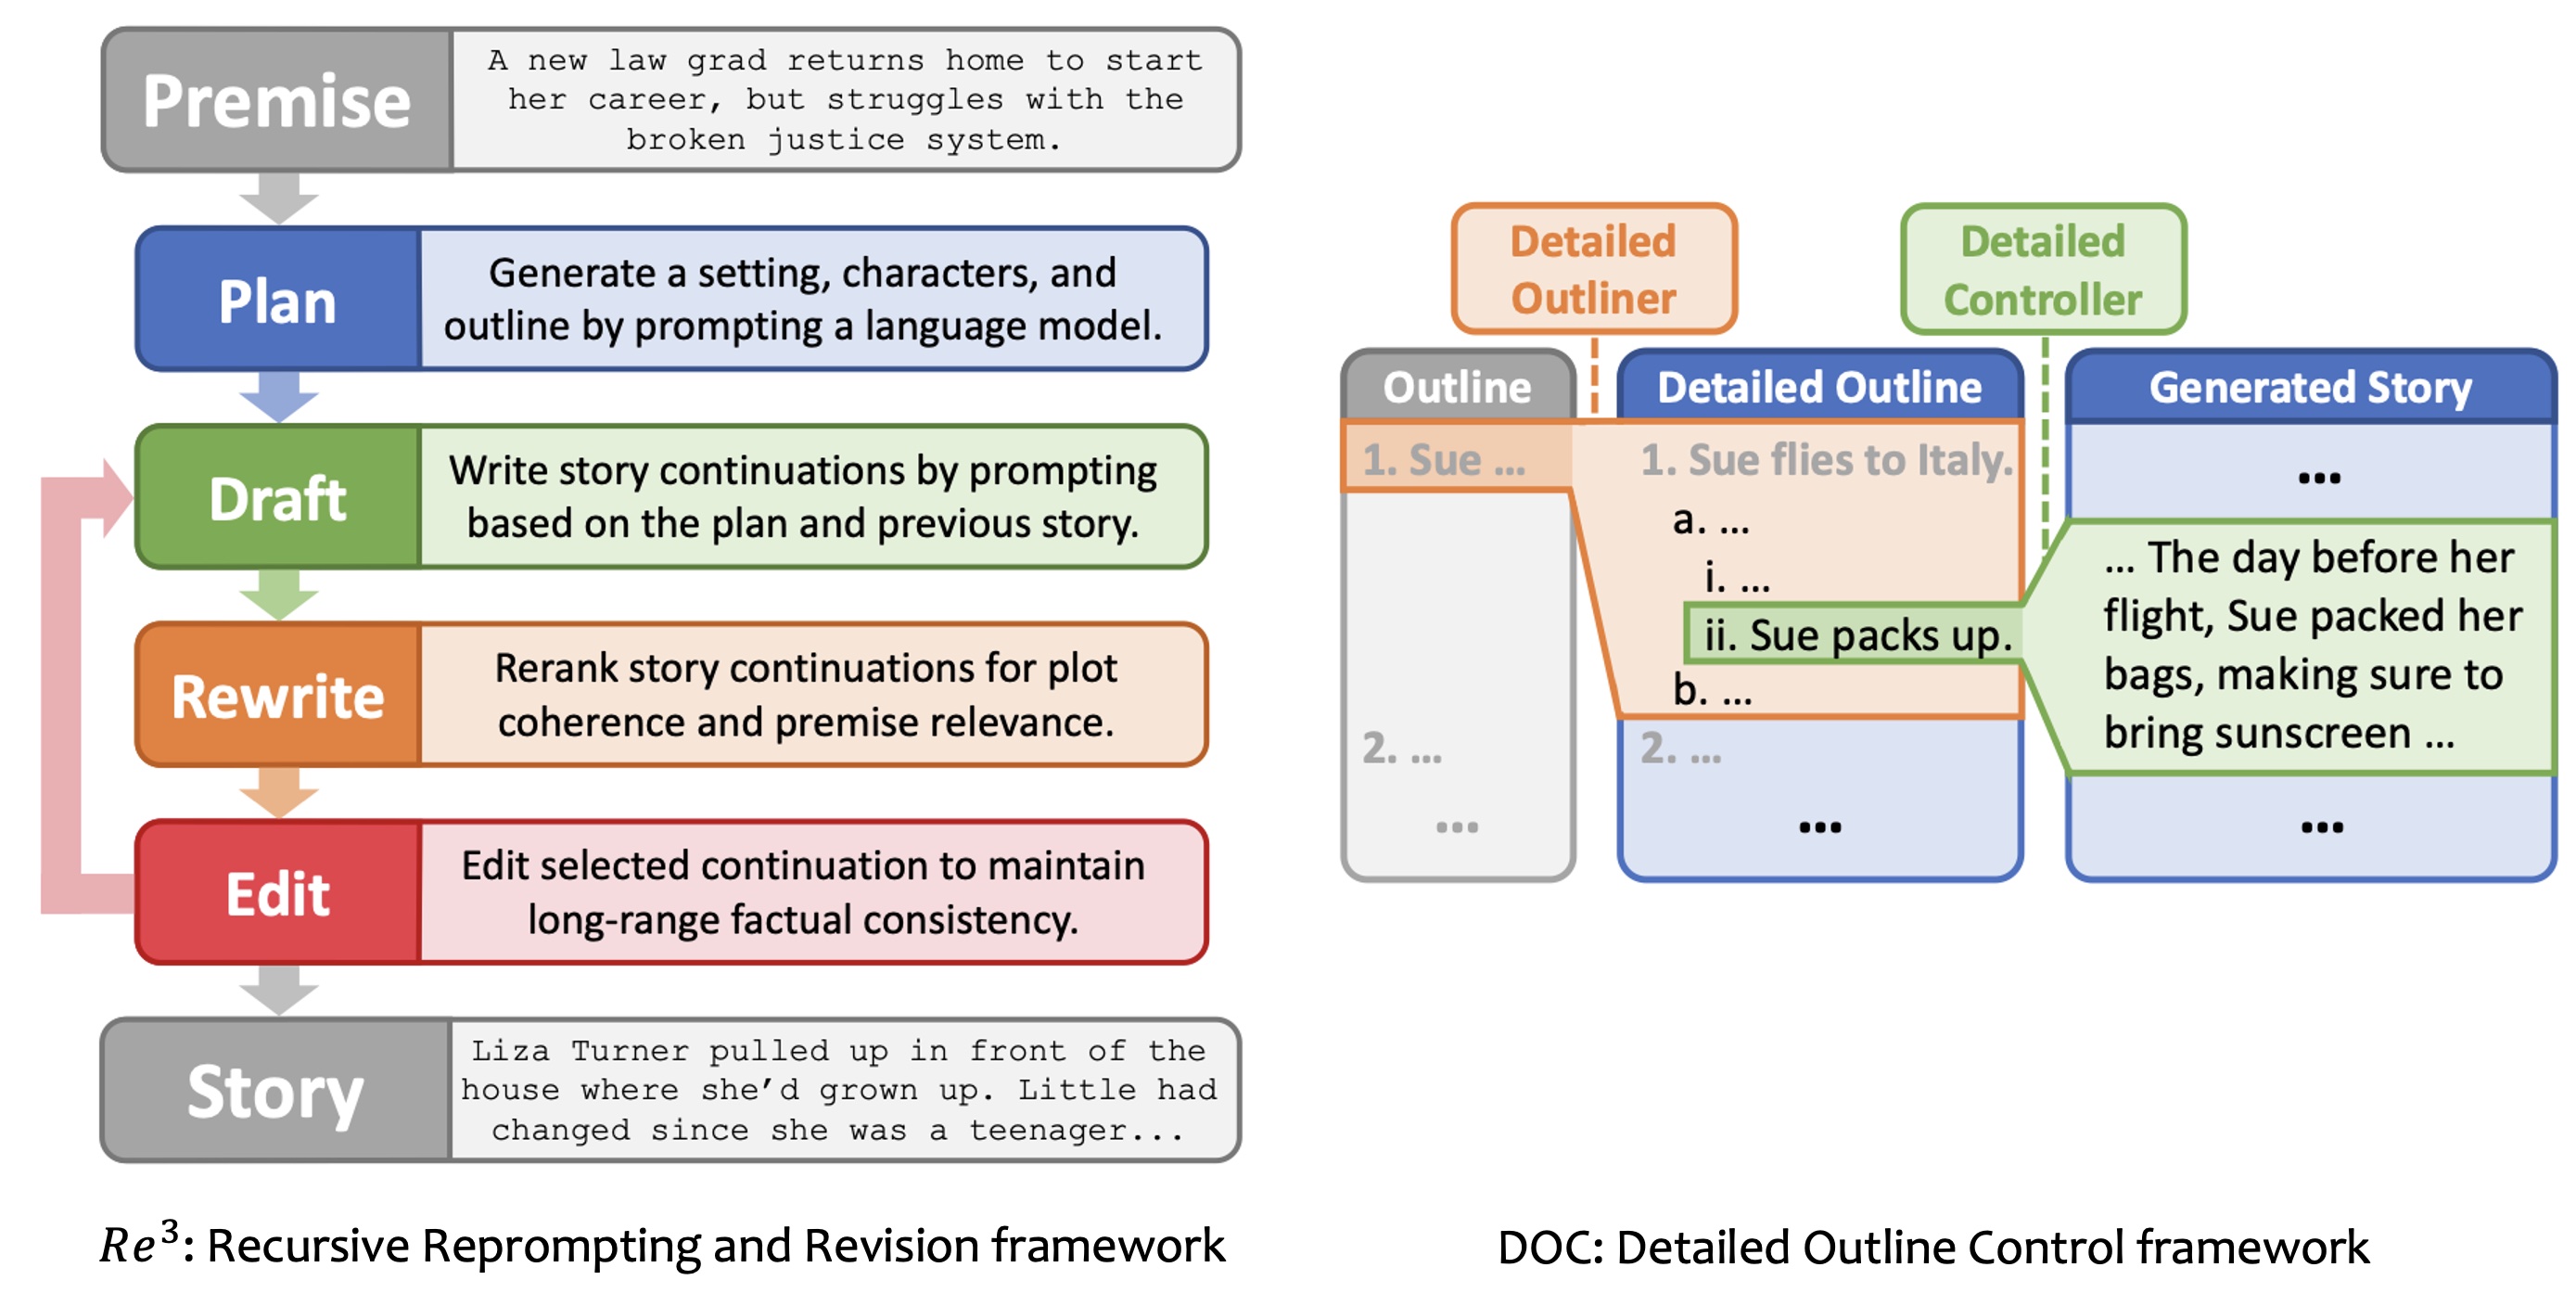 Premise
A new law grad returns home to start
her career, but struggles with the
broken justice system.
Plan
Generate a setting, characters, and
outline by prompting a language model.
Draft
Write story continuations by prompting
based on the plan and previous story.
Rewrite
Rerank story continuations for plot
coherence and premise relevance.
Edit
Edit selected continuation to maintain
long-range factual consistency.
Story
Liza Turner pulled up in front of the
house where she’d grown up. Little had
changed since she was a teenager...
Re³: Recursive Reprompting and Revision framework
Detailed
Outliner
Detailed
Controller
Outline
1. Sue ...
2. ...
...
Detailed Outline
1. Sue flies to Italy.
a. ...
i. ...
ii. Sue packs up.
b. ...
2. ...
...
Generated Story
...
... The day before her
flight, Sue packed her
bags, making sure to
bring sunscreen ...
...
DOC: Detailed Outline Control framework